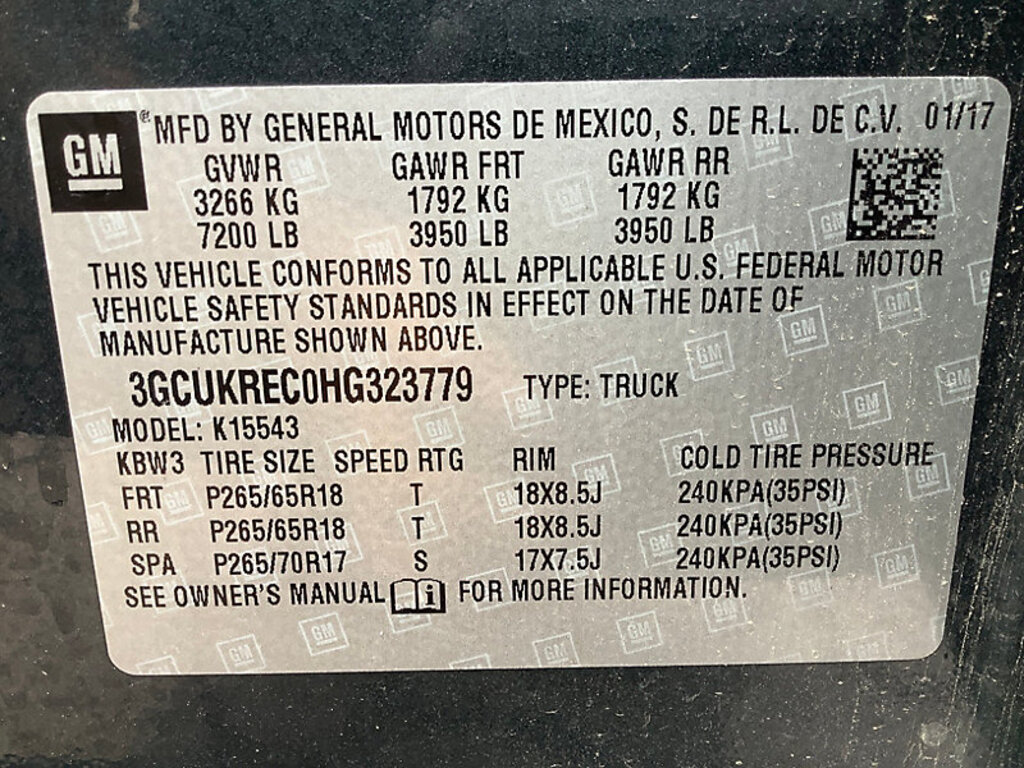 GM ® MFD BY GENERAL MOTORS DE MEXICO, S. DE R.L. DE C.V. 01/17
GVWR GAWR FRT GAWR RR
3266 KG 1792 KG 1792 KG
7200 LB 3950 LB 3950 LB
THIS VEHICLE CONFORMS TO ALL APPLICABLE U.S. FEDERAL MOTOR
VEHICLE SAFETY STANDARDS IN EFFECT ON THE DATE OF
MANUFACTURE SHOWN ABOVE.
3GCUKREC0HG323779 TYPE: TRUCK
MODEL: K15543
KBW3 TIRE SIZE SPEED RTG RIM COLD TIRE PRESSURE
FRT P265/65R18 T 18X8.5J 240KPA(35PSI)
RR P265/65R18 T 18X8.5J 240KPA(35PSI)
SPA P265/70R17 S 17X7.5J 240KPA(35PSI)
SEE OWNER'S MANUAL i FOR MORE INFORMATION.